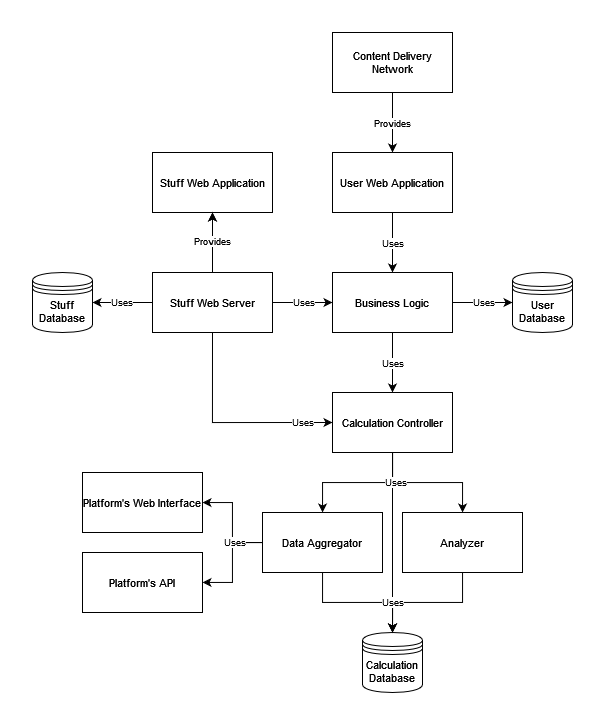 Content Delivery
Network
Provides
Stuff Web Application
User Web Application
Provides
Uses
Stuff
Database
Uses
Stuff Web Server
Uses
Business Logic
Uses
User
Database
Uses
Uses
Calculation Controller
Uses
Platform's Web Interface
Uses
Data Aggregator
Analyzer
Platform's API
Uses
Calculation
Database